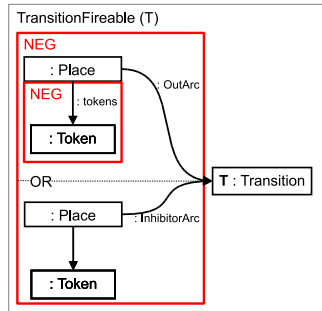 TransitionFireable (T)
NEG
: Place
: OutArc
NEG
: tokens
: Token
T : Transition
OR
: Place
: InhibitorArc
: Token